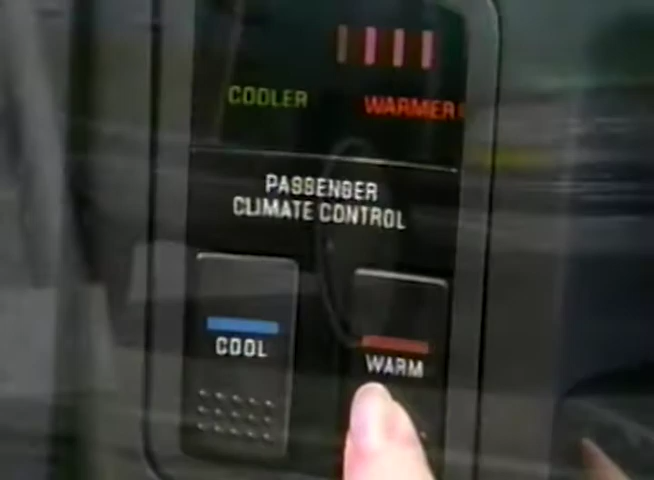 COOLER WARMER
PASSENGER
CLIMATE CONTROL
COOL
WARM